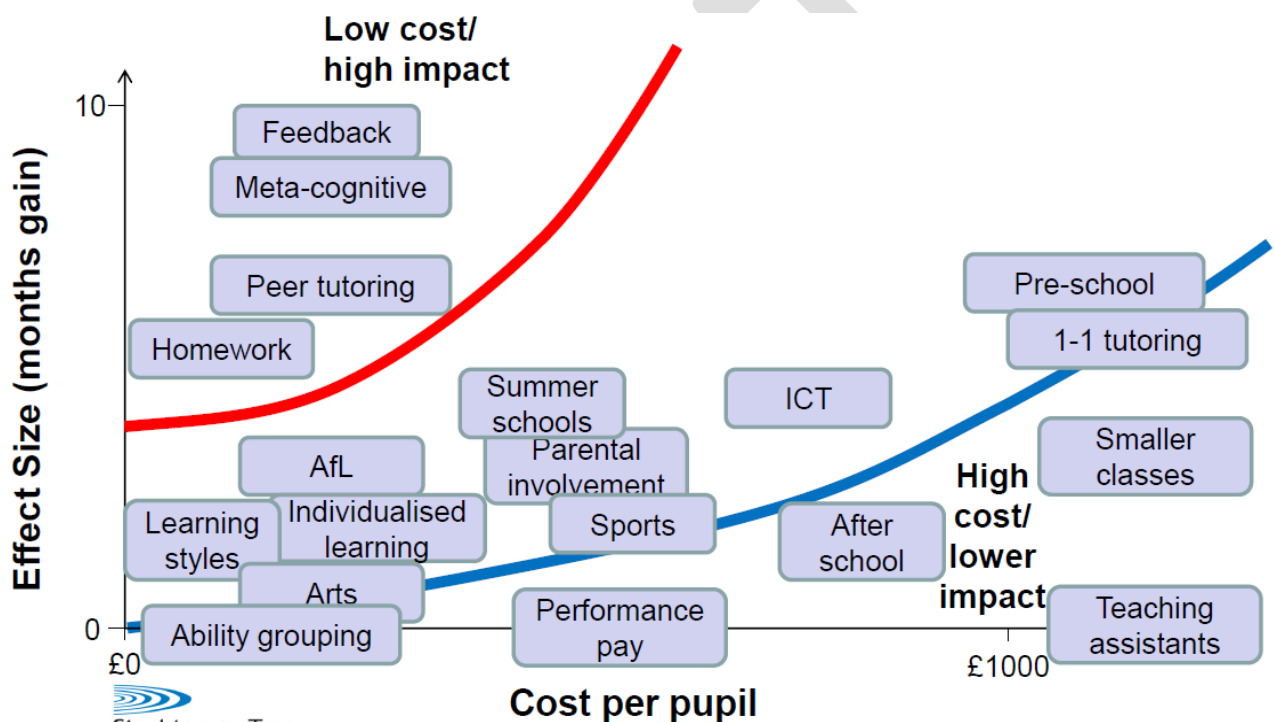 Low cost/
high impact
10
Feedback
Meta-cognitive
Peer tutoring
Homework
Effect Size (months gain)
Pre-school
1-1 tutoring
Summer
schools
ICT
AfL
Parental
involvement
Smaller
classes
High
cost/
lower
impact
Learning
styles
Individualised
learning
Sports
After
school
Arts
Ability grouping
Performance
pay
Teaching
assistants
0
£0
£1000
Cost per pupil